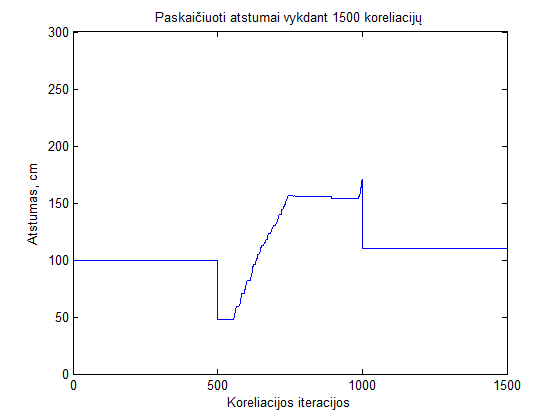 Paskaičiuoti atstumai vykdant 1500 koreliacijų
300
250
200
150
100
50
0
Atstumas, cm
0 500 1000 1500
Koreliacijos iteracijos